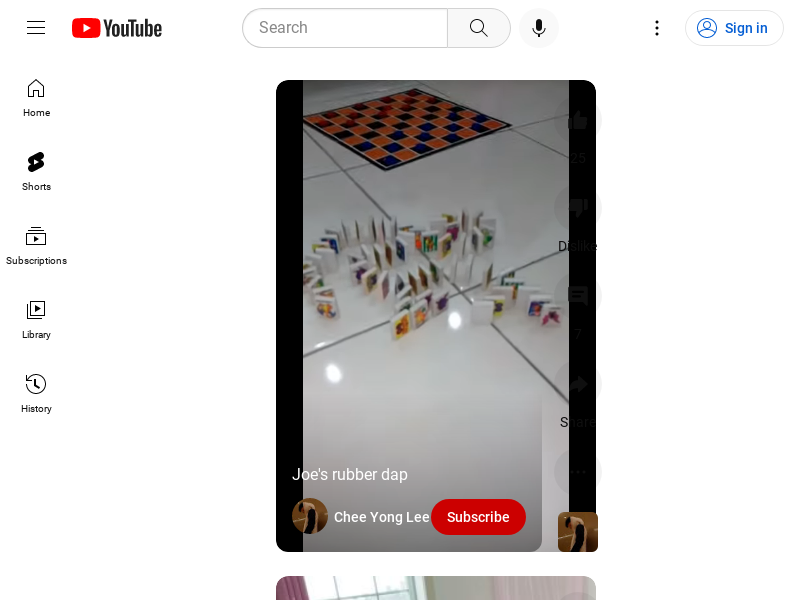 YouTube
Search
Sign in
Home
Shorts
Subscriptions
Library
History
25
Dislike
7
Share
Joe's rubber dap
Chee Yong Lee
Subscribe